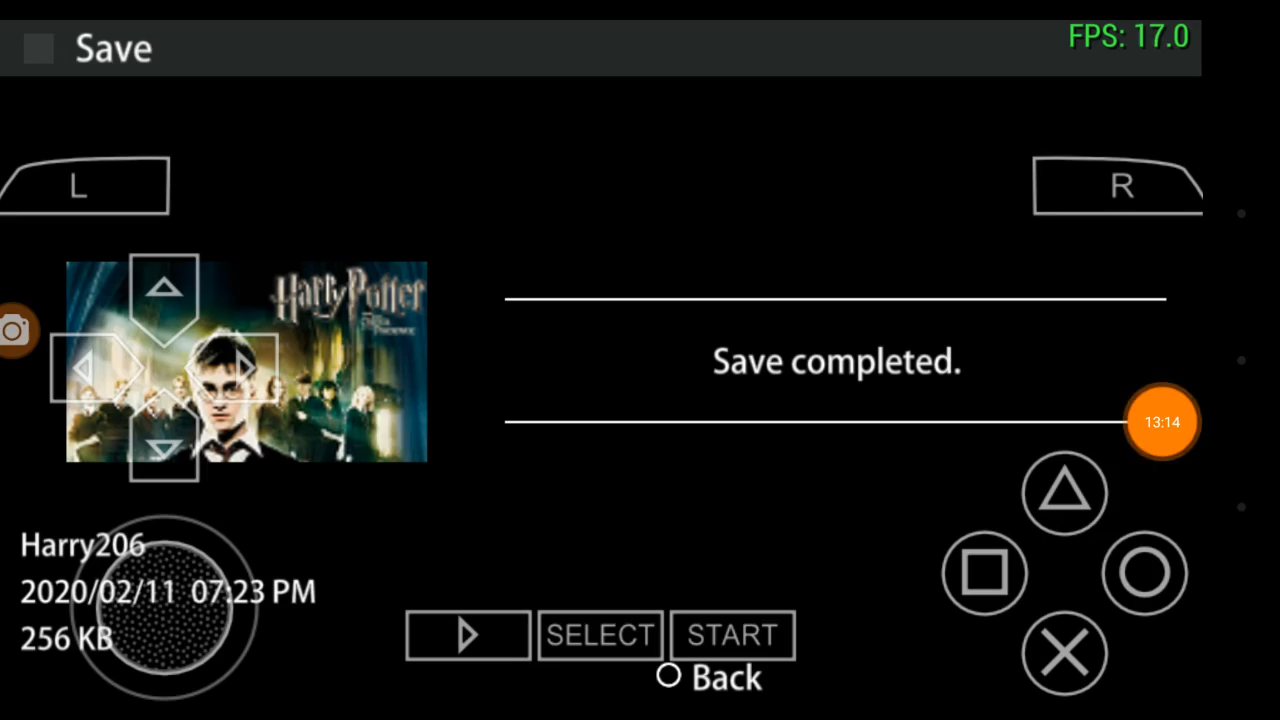 Save
FPS: 17.0
L
R
Harry Potter
Save completed.
13:14
Harry206
2020/02/11 07:23 PM
256 KB
SELECT
START
Back